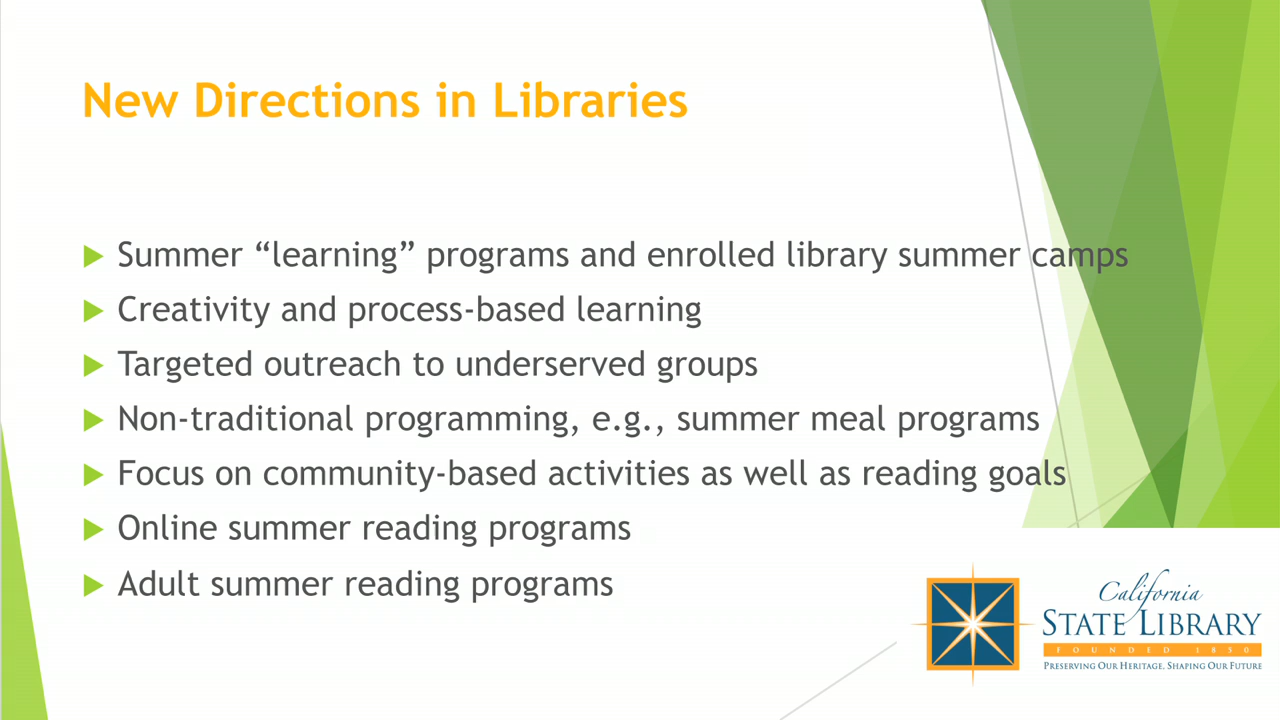 New Directions in Libraries
Summer “learning” programs and enrolled library summer camps
Creativity and process-based learning
Targeted outreach to underserved groups
Non-traditional programming, e.g., summer meal programs
Focus on community-based activities as well as reading goals
Online summer reading programs
Adult summer reading programs
California
STATE LIBRARY
FOUNDED 1850
PRESERVING OUR HERITAGE, SHAPING OUR FUTURE